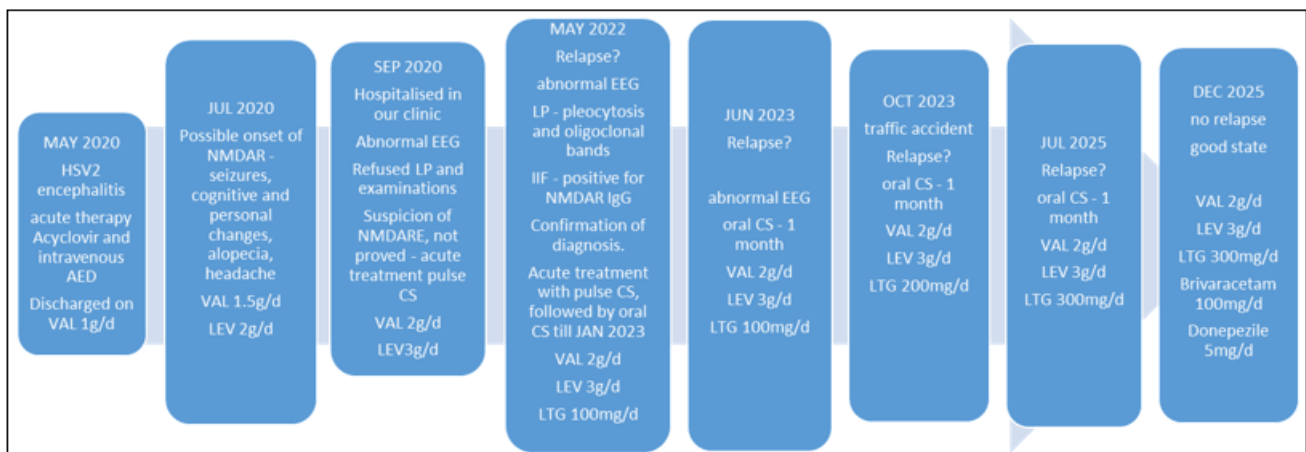 MAY 2020
HSV2
encephalitis
acute therapy
Acyclovir and
intravenous
AED
Discharged on
VAL 1g/d
JUL 2020
Possible onset of
NMDAR -
seizures,
cognitive and
personal
changes,
alopecia,
headache
VAL 1.5g/d
LEV 2g/d
SEP 2020
Hospitalised in
our clinic
Abnormal EEG
Refused LP and
examinations
Suspicion of
NMDARE, not
proved - acute
treatment pulse
CS
VAL 2g/d
LEV3g/d
MAY 2022
Relapse?
abnormal EEG
LP - pleocytosis
and oligoclonal
bands
IIF - positive for
NMDAR IgG
Confirmation of
diagnosis.
Acute treatment
with pulse CS,
followed by oral
CS till JAN 2023
VAL 2g/d
LEV 3g/d
LTG 100mg/d
JUN 2023
Relapse?
abnormal EEG
oral CS - 1
month
VAL 2g/d
LEV 3g/d
LTG 100mg/d
OCT 2023
traffic accident
Relapse?
oral CS - 1
month
VAL 2g/d
LEV 3g/d
LTG 200mg/d
JUL 2025
Relapse?
oral CS - 1
month
VAL 2g/d
LEV 3g/d
LTG 300mg/d
DEC 2025
no relapse
good state
VAL 2g/d
LEV 3g/d
LTG 300mg/d
Brivaracetam
100mg/d
Donepezile
5mg/d